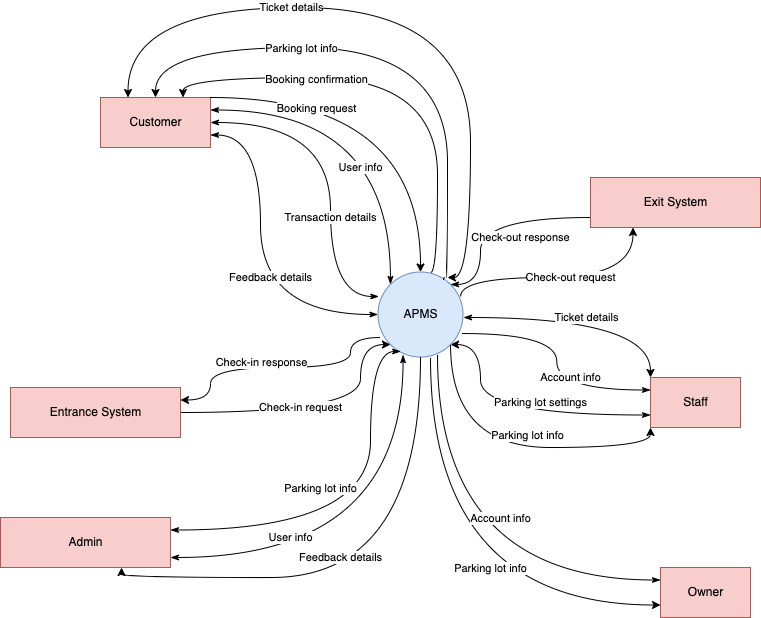 Ticket details
Parking lot info
Booking confirmation
Booking request
Customer
User info
Exit System
Transaction details
Check-out response
Feedback details
Check-out request
APMS
Ticket details
Check-in response
Account info
Entrance System
Check-in request
Parking lot settings
Staff
Parking lot info
Parking lot info
Account info
User info
Admin
Feedback details
Parking lot info
Owner